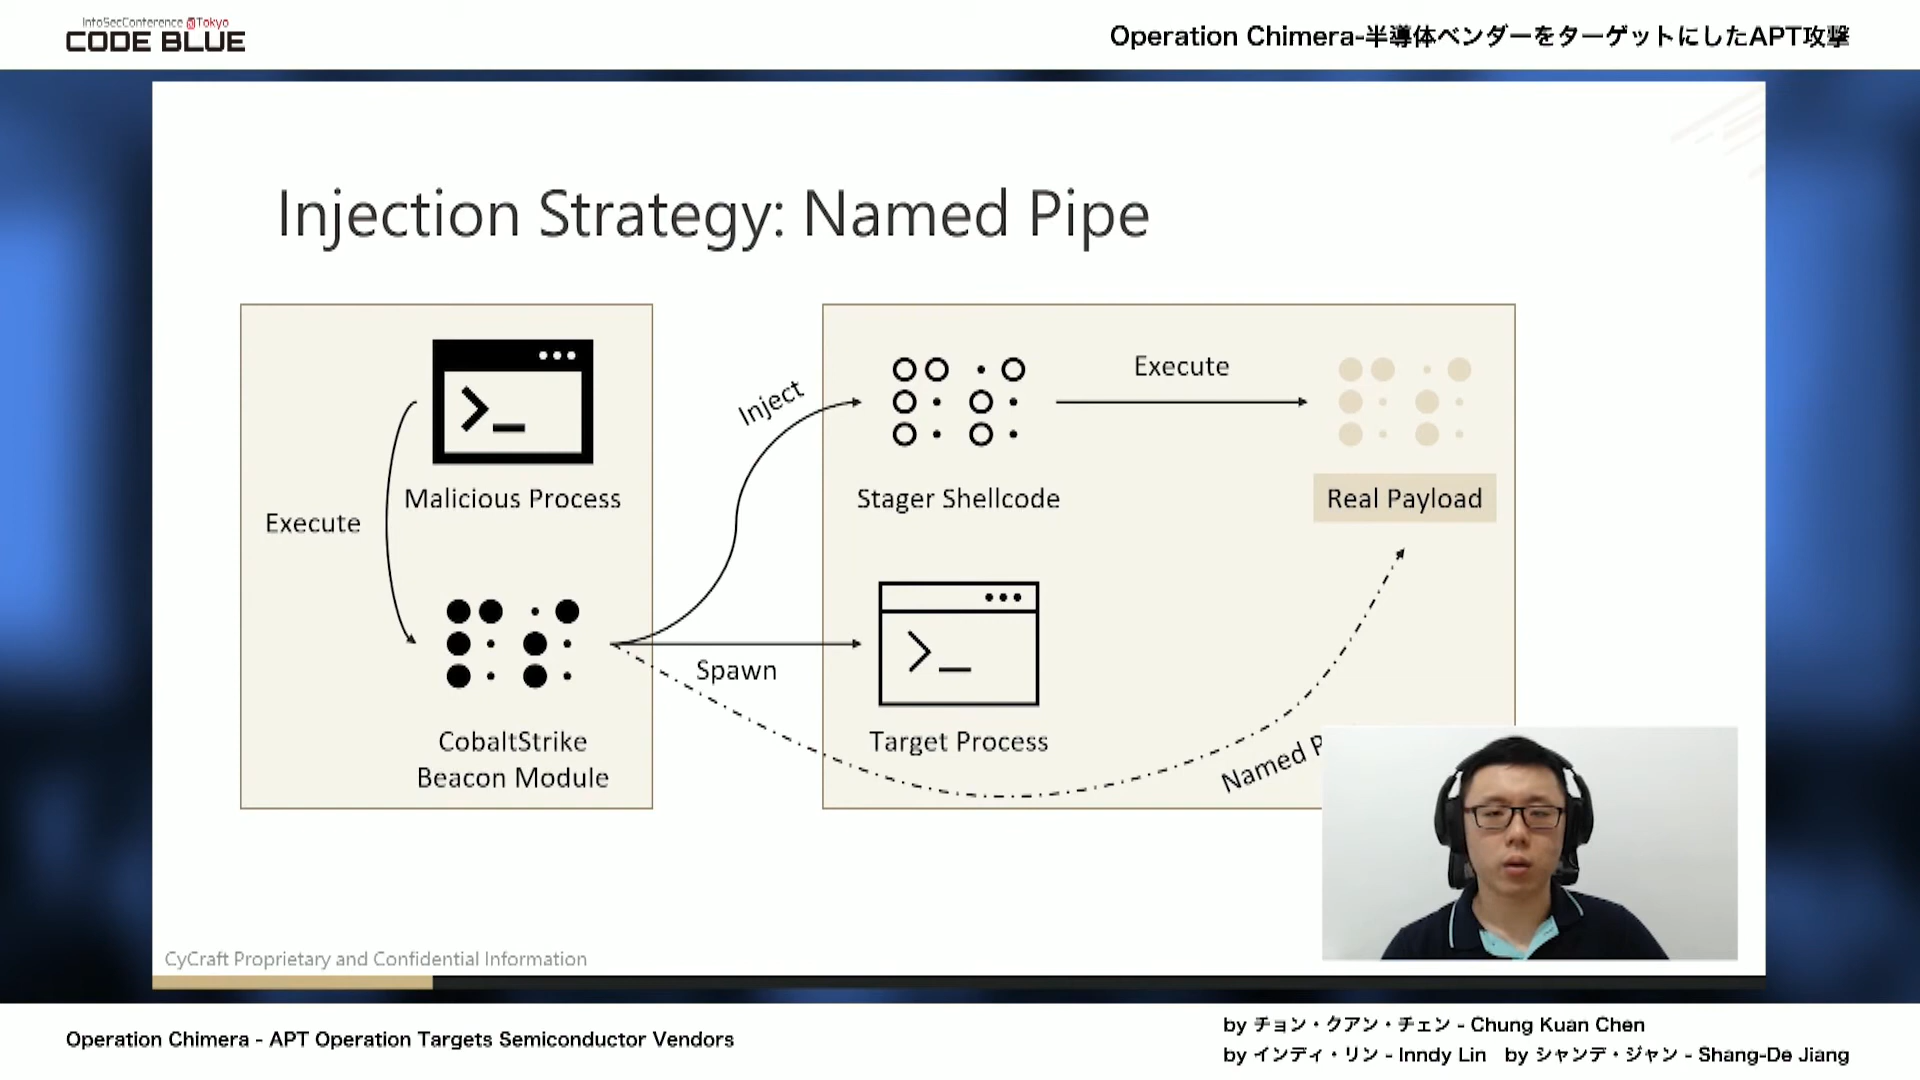 InfoSecConference @Tokyo
CODE BLUE
Operation Chimera-半導体ベンダーをターゲットにしたAPT攻撃
Injection Strategy: Named Pipe
Malicious Process
Execute
CobaltStrike
Beacon Module
Inject
Spawn
Stager Shellcode
Execute
Real Payload
Target Process
Named
CyCraft Proprietary and Confidential Information
Operation Chimera - APT Operation Targets Semiconductor Vendors
by チョン・クアン・チェン - Chung Kuan Chen
by インディ・リン - Inndy Lin by シャンデ・ジャン - Shang-De Jiang